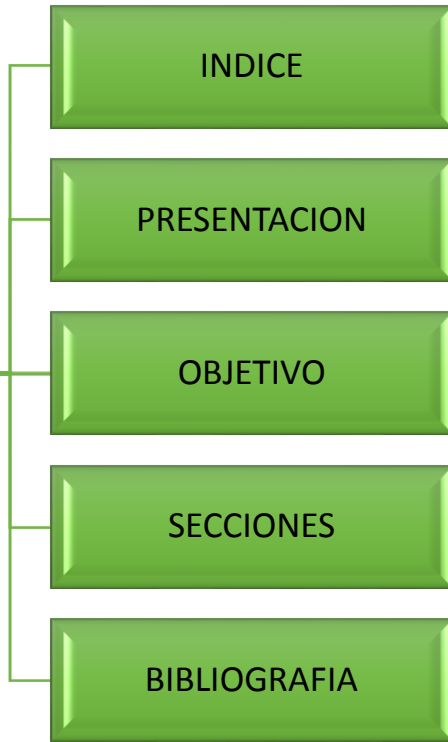 INDICE
PRESENTACION
OBJETIVO
SECCIONES
BIBLIOGRAFIA